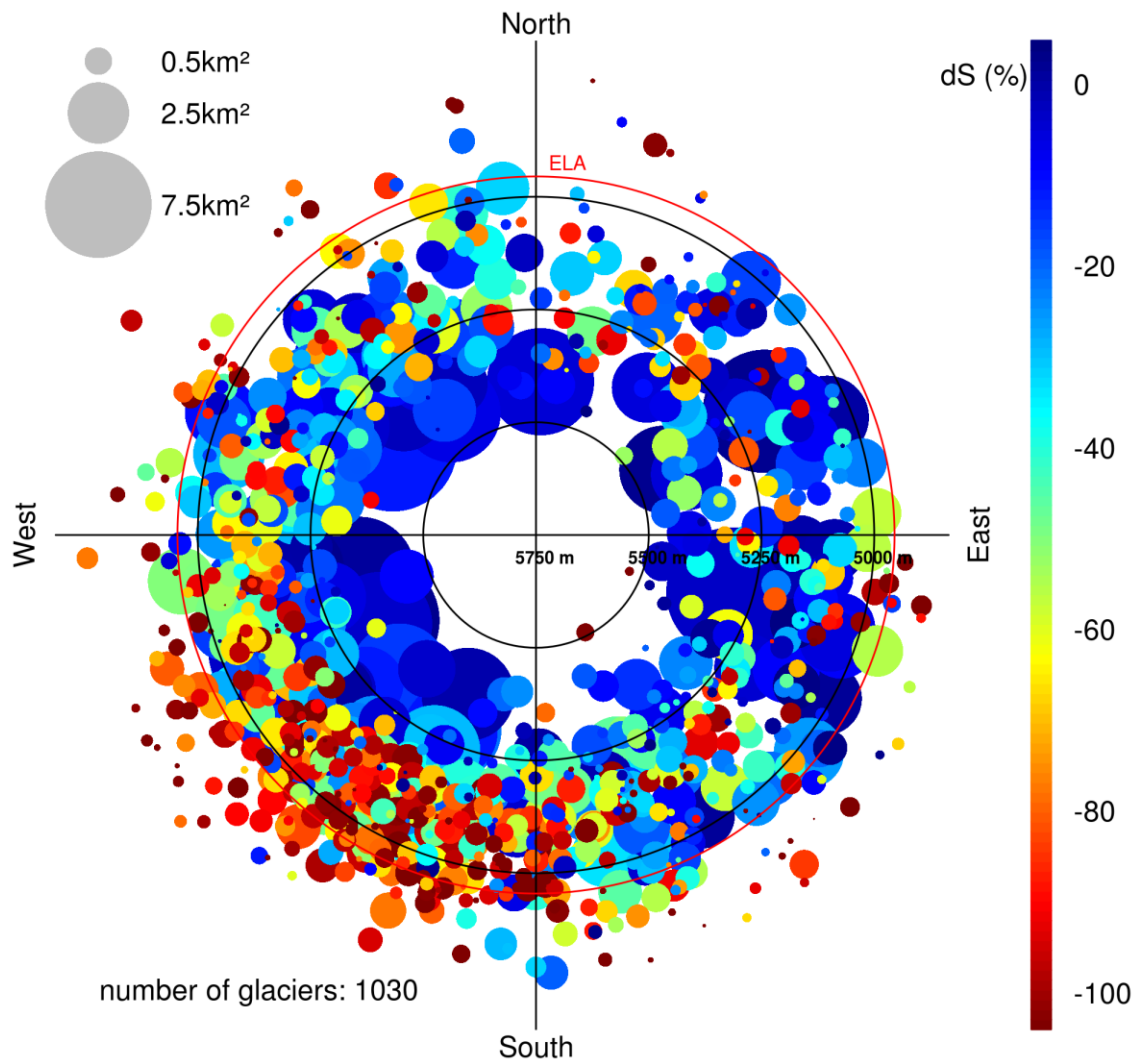 North
0.5km²
2.5km²
7.5km²
ELA
dS (%)
0
-20
-40
-60
-80
-100
West
East
5750 m
5500 m
5250 m
5000 m
number of glaciers: 1030
South